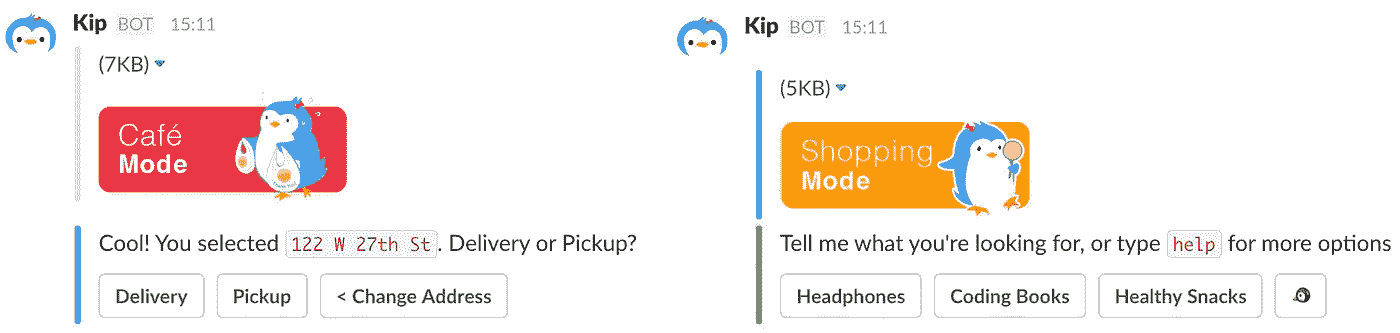 Kip BOT 15:11
(7KB)
Café
Mode
Cool! You selected 122 W 27th St. Delivery or Pickup?
Delivery Pickup < Change Address
Kip BOT 15:11
(5KB)
Shopping
Mode
Tell me what you're looking for, or type help for more options
Headphones Coding Books Healthy Snacks